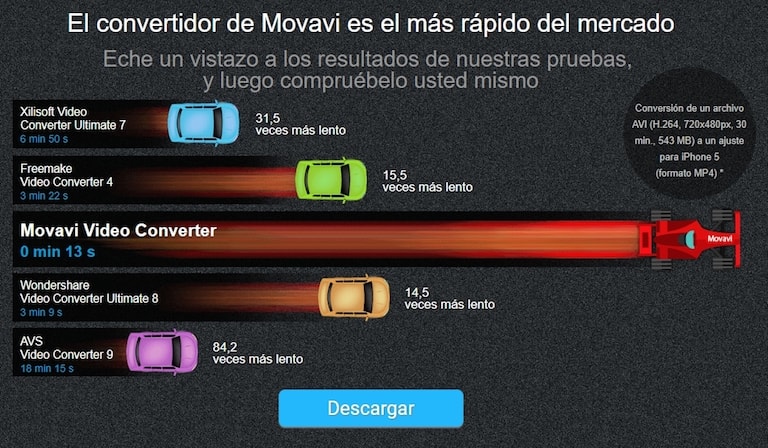 El convertidor de Movavi es el más rápido del mercado
Eche un vistazo a los resultados de nuestras pruebas,
y luego compruébelo usted mismo
Conversión de un archivo
AVI (H.264, 720x480px, 30
min., 543 MB) a un ajuste
para iPhone 5
(formato MP4) *
Xilisoft Video
Converter Ultimate 7
6 min 50 s
31,5
veces más lento
Freemake
Video Converter 4
3 min 22 s
15,5
veces más lento
Movavi Video Converter
0 min 13 s
Movavi
Wondershare
Video Converter Ultimate 8
3 min 9 s
14,5
veces más lento
AVS
Video Converter 9
18 min 15 s
84,2
veces más lento
Descargar